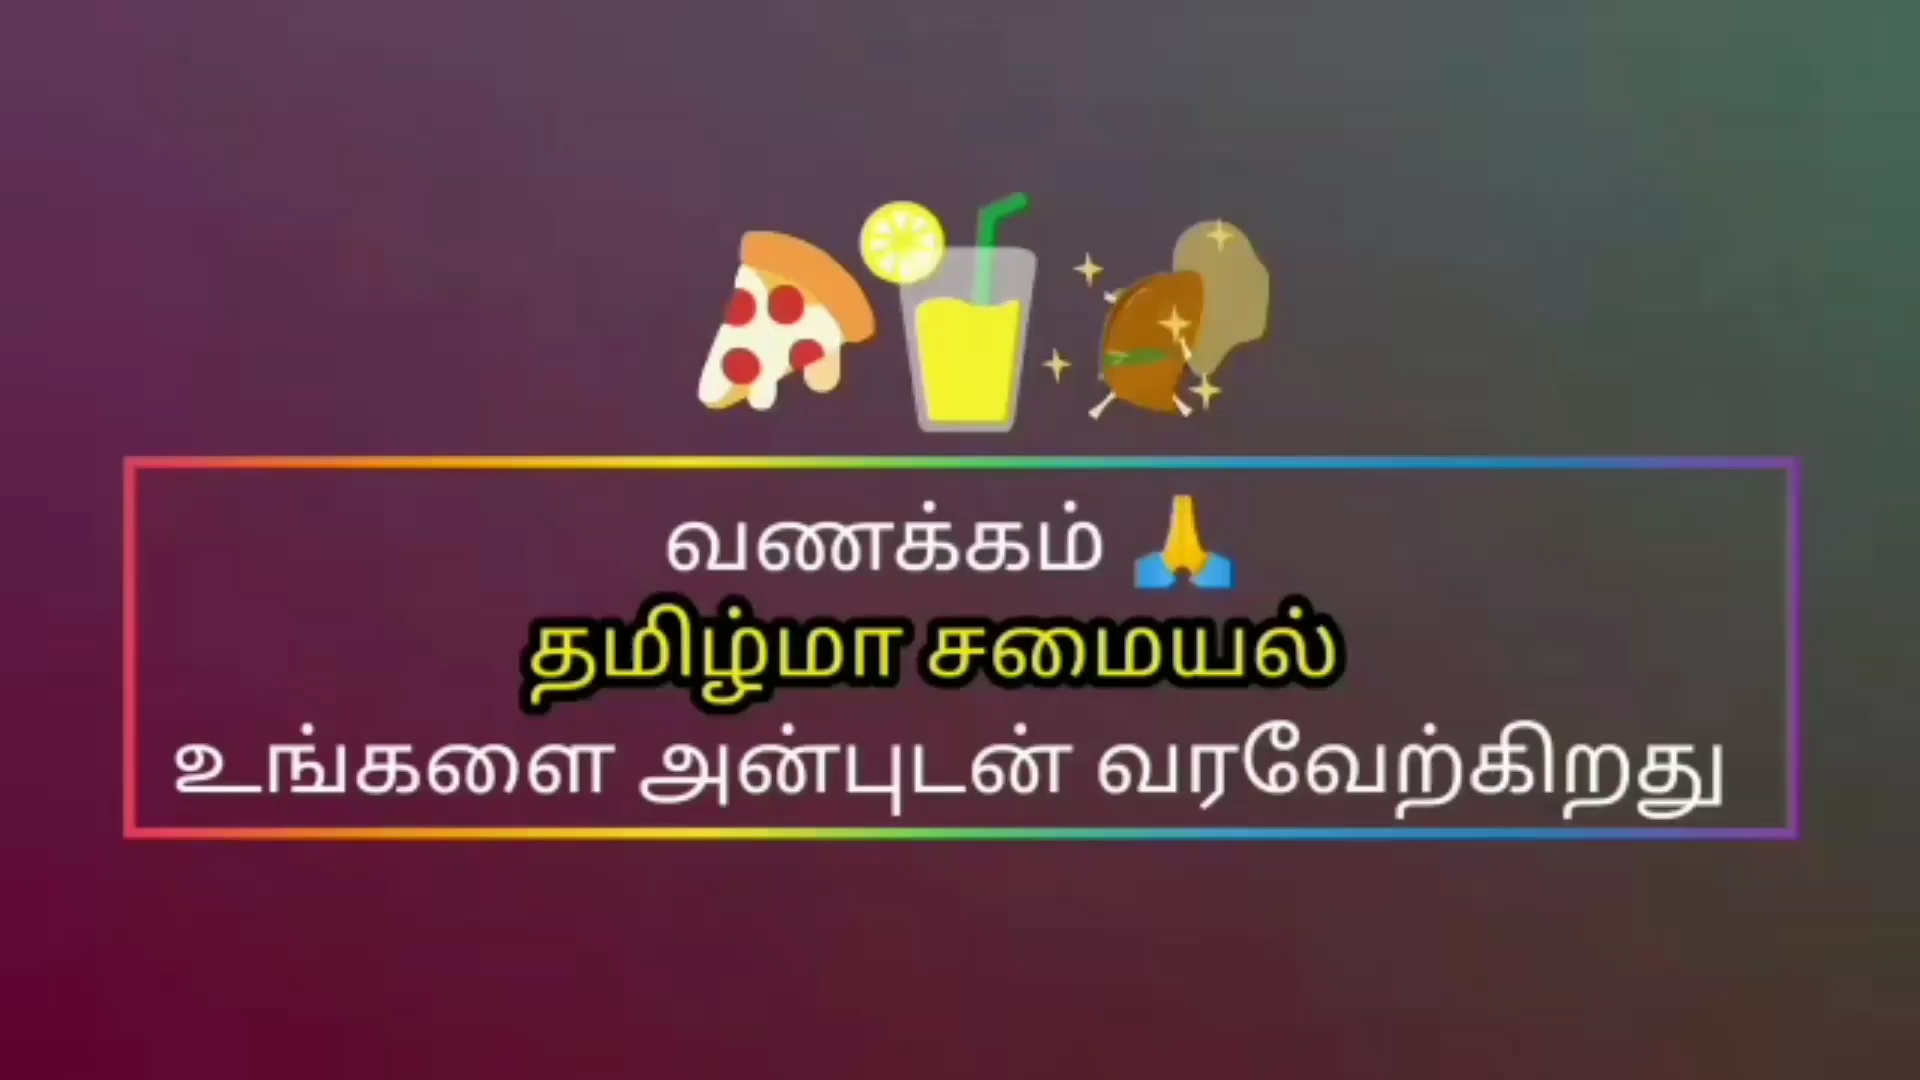 வணக்கம் 🙏
தமிழ்மா சமையல்
உங்களை அன்புடன் வரவேற்கிறது